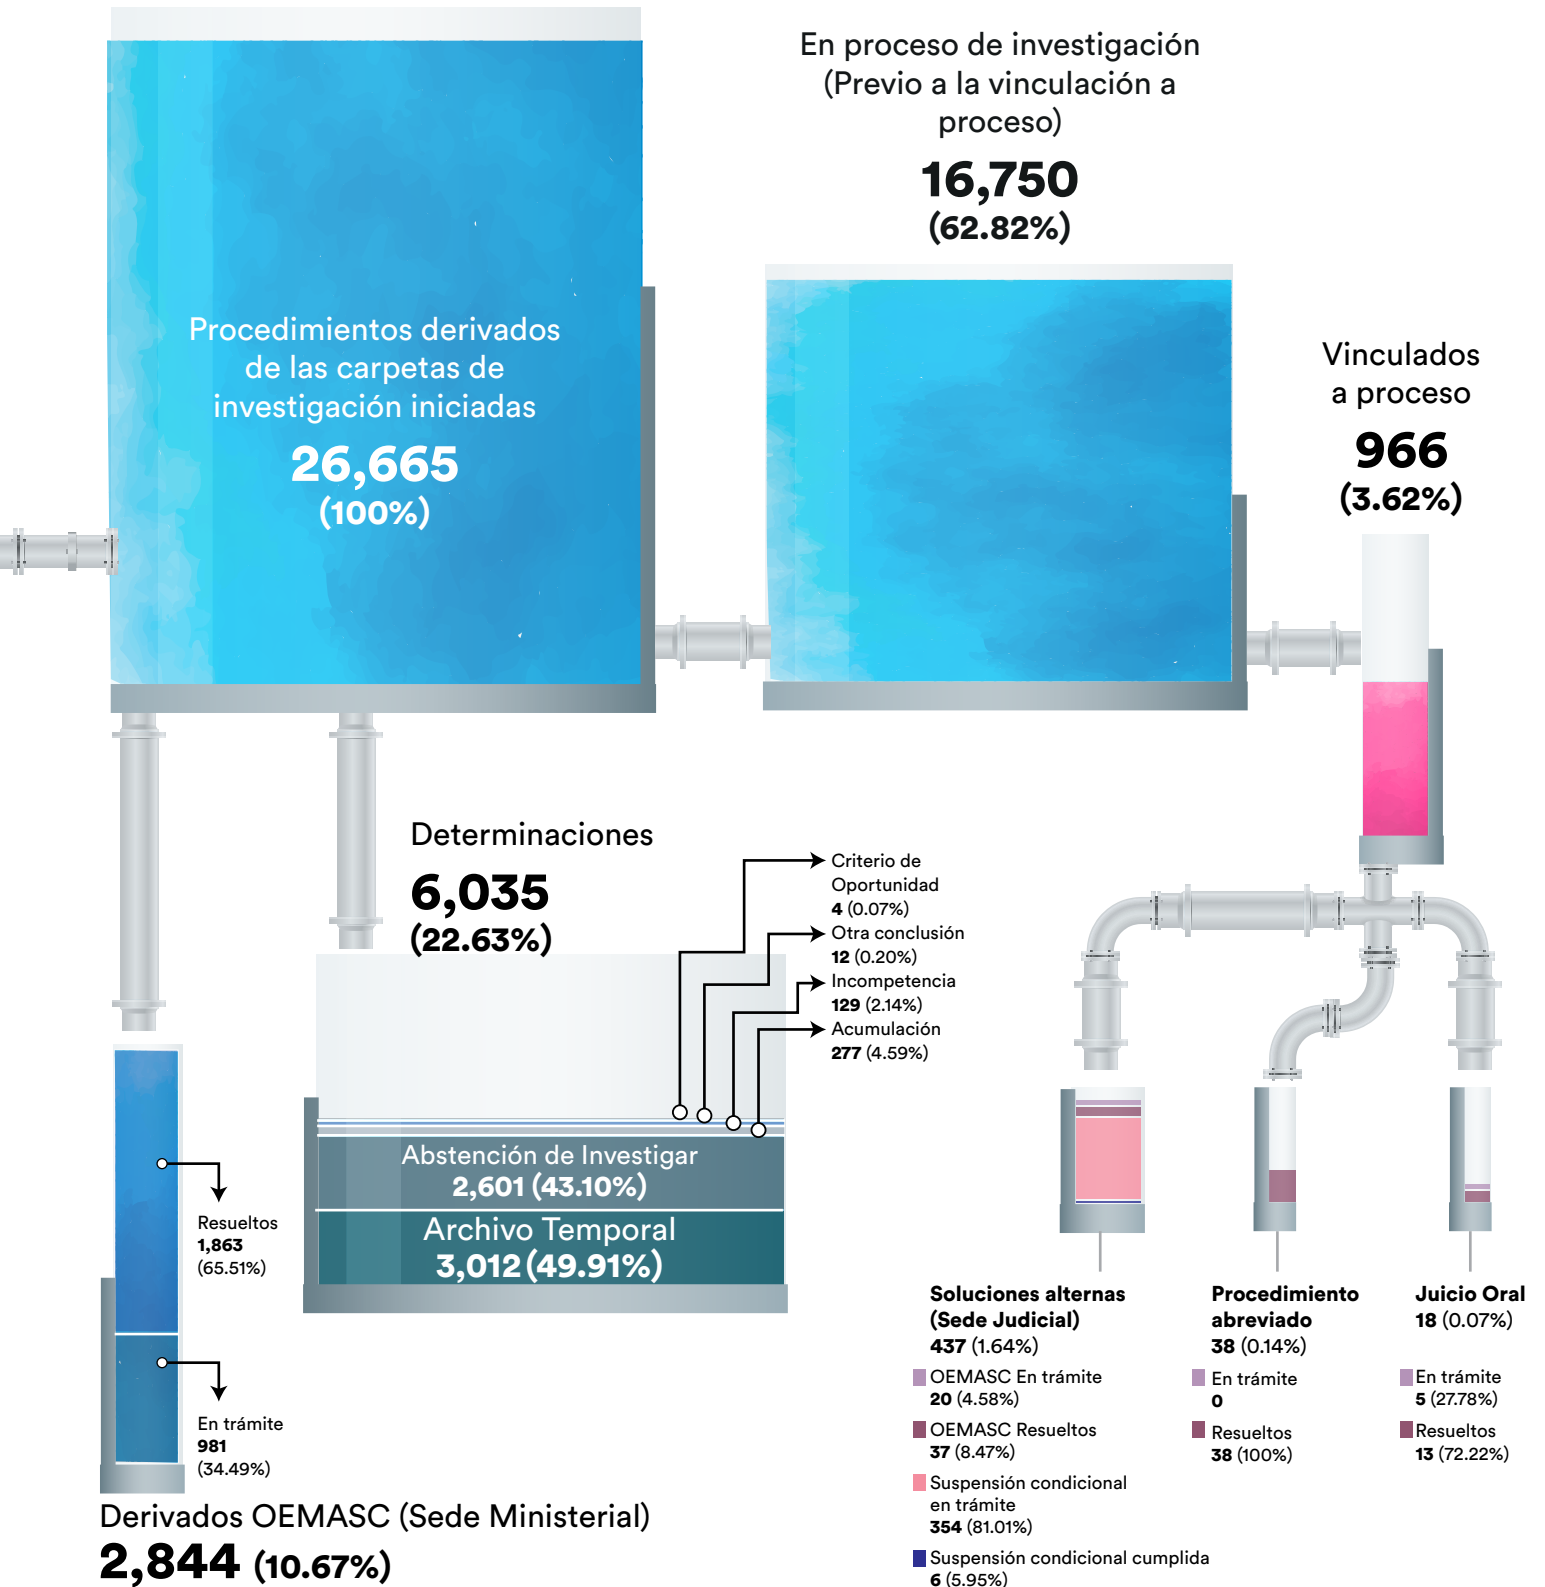 Procedimientos derivados
de las carpetas de
investigación iniciadas
26,665
(100%)
En proceso de investigación
(Previo a la vinculación a
proceso)
16,750
(62.82%)
Vinculados
a proceso
966
(3.62%)
Determinaciones
6,035
(22.63%)
Criterio de
Oportunidad
4 (0.07%)
Otra conclusión
12 (0.20%)
Incompetencia
129 (2.14%)
Acumulación
277 (4.59%)
Abstención de Investigar
2,601 (43.10%)
Archivo Temporal
3,012 (49.91%)
Resueltos
1,863
(65.51%)
En trámite
981
(34.49%)
Derivados OEMASC (Sede Ministerial)
2,844 (10.67%)
Soluciones alternas
(Sede Judicial)
437 (1.64%)
OEMASC En trámite
20 (4.58%)
OEMASC Resueltos
37 (8.47%)
Suspensión condicional
en trámite
354 (81.01%)
Suspensión condicional cumplida
6 (5.95%)
Procedimiento
abreviado
38 (0.14%)
En trámite
0
Resueltos
38 (100%)
Juicio Oral
18 (0.07%)
En trámite
5 (27.78%)
Resueltos
13 (72.22%)